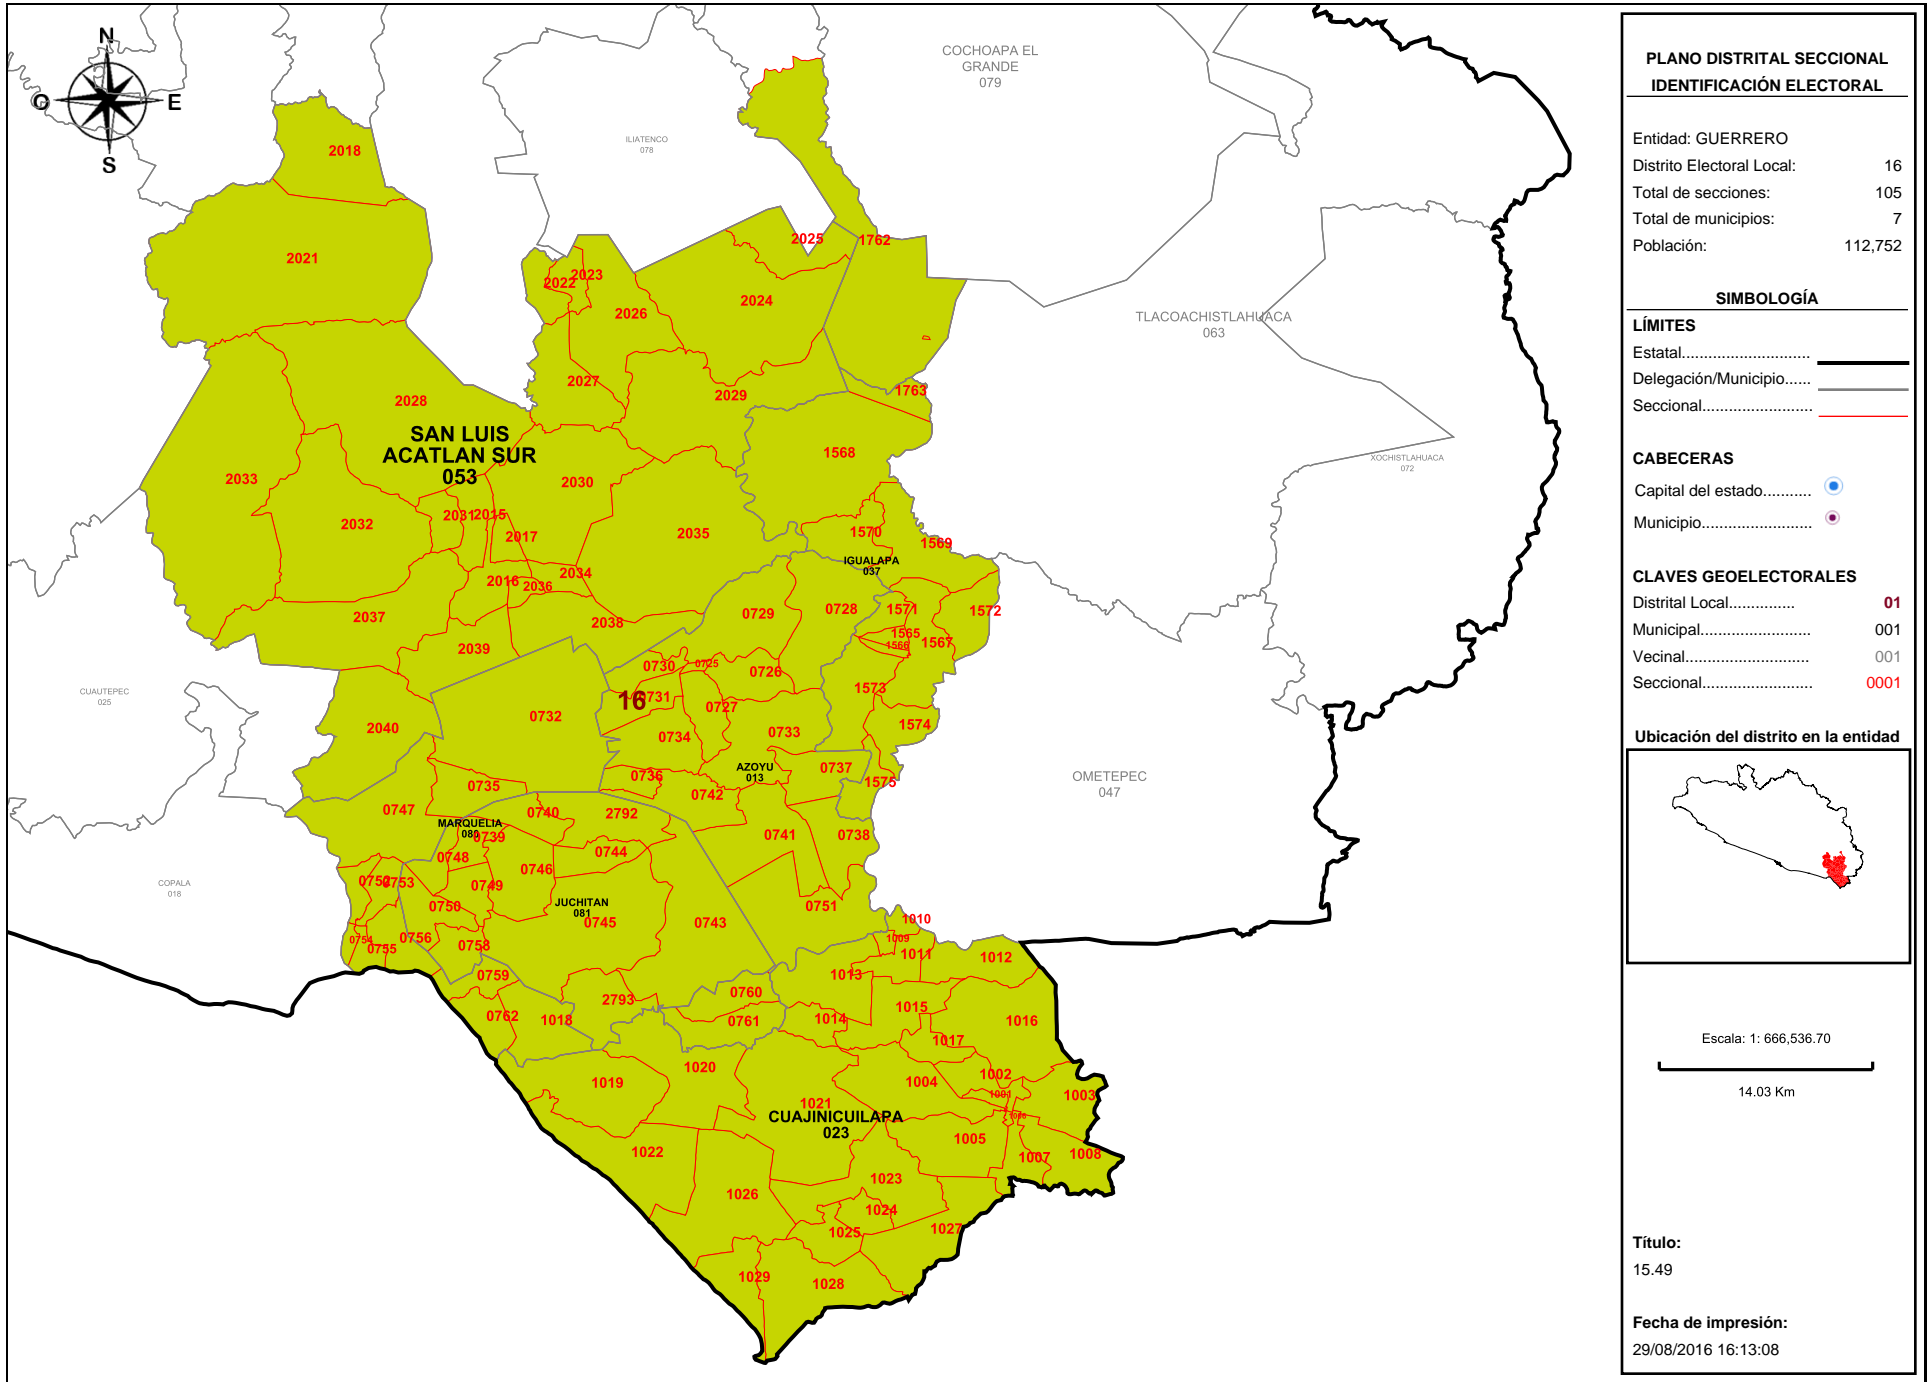 N
O
E
S
COCHOAPA EL
GRANDE
079
ILIATENCO
078
TLACOACHISTLAHUACA
063
XOCHISTLAHUACA
072
CUAUTEPEC
025
COPALA
018
OMETEPEC
047
SAN LUIS
ACATLAN SUR
053
IGUALAPA
037
16
AZOYU
013
MARQUELIA
080
JUCHITAN
081
CUAJINICUILAPA
023
2018
2021
2025
1762
2022
2023
2024
2026
2027
2029
1763
2028
1568
2033
2030
2032
2031
2015
2017
2035
1570
1569
2016
2036
2034
2037
2038
2039
0729
0728
1571
1572
1565
1566
1567
0730
0725
0726
1573
0731
0727
0732
2040
0734
0733
1574
0736
0737
1575
0735
0742
0747
0740
2792
0741
0738
0739
0748
0744
0746
0752
0753
0749
0750
0745
0743
0751
1010
0754
0755
0756
0758
1009
1011
1012
0759
1013
2793
0760
0762
1018
0761
1014
1015
1016
1017
1019
1020
1004
1002
1001
1003
1021
1006
1005
1022
1007
1008
1023
1026
1024
1025
1027
1029
1028
PLANO DISTRITAL SECCIONAL
IDENTIFICACIÓN ELECTORAL
Entidad: GUERRERO
Distrito Electoral Local: 16
Total de secciones: 105
Total de municipios: 7
Población: 112,752
SIMBOLOGÍA
LÍMITES
Estatal............................
Delegación/Municipio......
Seccional.........................
CABECERAS
Capital del estado...........
Municipio.........................
CLAVES GEOELECTORALES
Distrital Local............... 01
Municipal......................... 001
Vecinal............................ 001
Seccional......................... 0001
Ubicación del distrito en la entidad
Escala: 1: 666,536.70
14.03 Km
Título:
15.49
Fecha de impresión:
29/08/2016 16:13:08